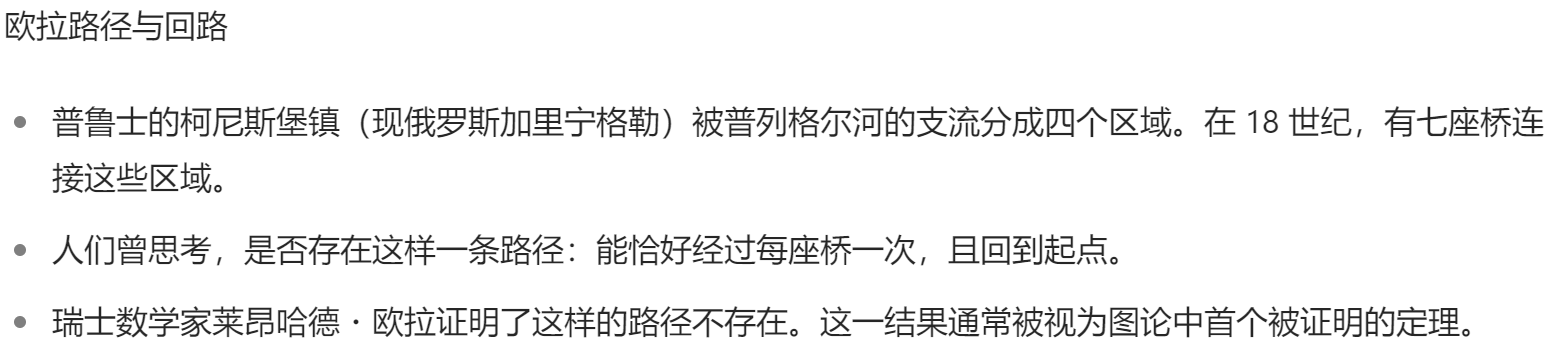 欧拉路径与回路
普鲁士的柯尼斯堡镇（现俄罗斯加里宁格勒）被普列格尔河的支流分成四个区域。在 18 世纪，有七座桥连
接这些区域。
人们曾思考，是否存在这样一条路径：能恰好经过每座桥一次，且回到起点。
瑞士数学家莱昂哈德・欧拉证明了这样的路径不存在。这一结果通常被视为图论中首个被证明的定理。